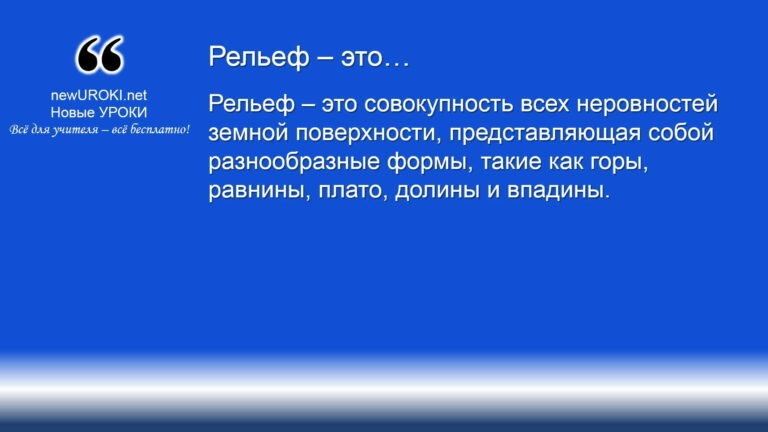 newUROKI.net
Новые УРОКИ
Всё для учителя – всё бесплатно!
Рельеф – это…
Рельеф – это совокупность всех неровностей
земной поверхности, представляющая собой
разнообразные формы, такие как горы,
равнины, плато, долины и впадины.